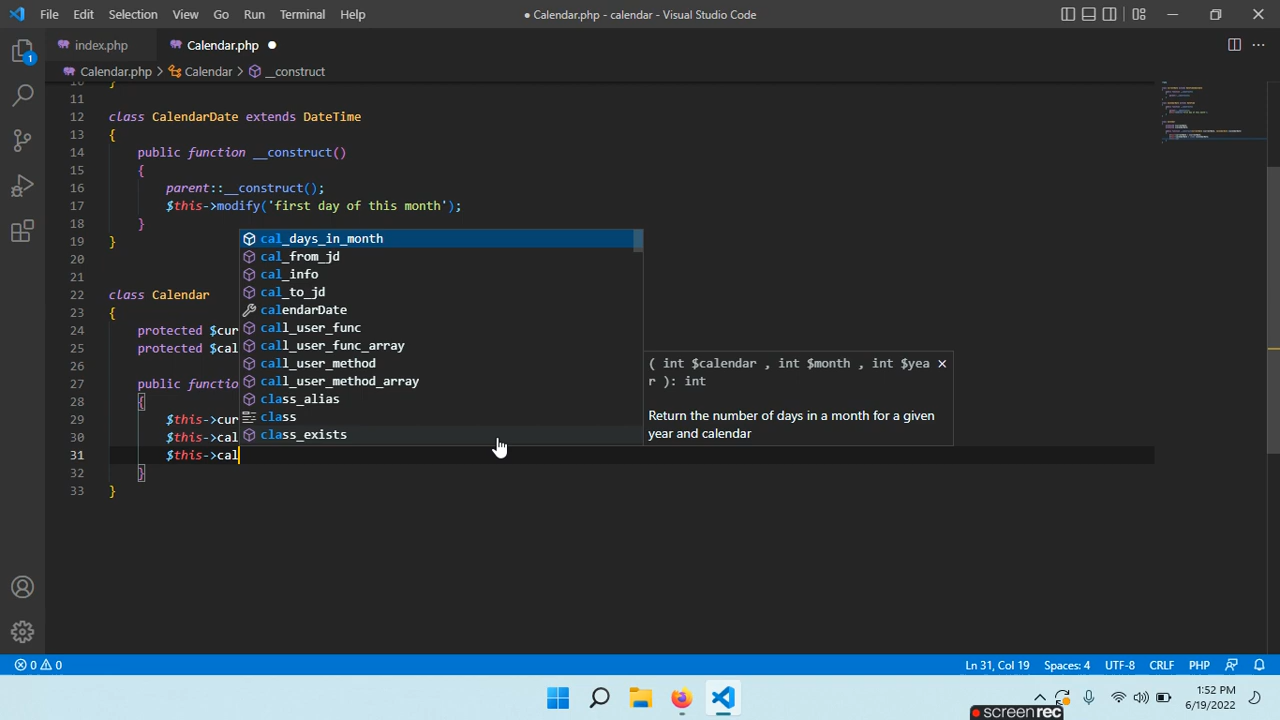 File Edit Selection View Go Run Terminal Help
● Calendar.php - calendar - Visual Studio Code
index.php
Calendar.php ●
Calendar.php > Calendar > __construct
11
12 class CalendarDate extends DateTime
13 {
14 public function __construct()
15 {
16 parent::__construct();
17 $this->modify('first day of this month');
18 }
19 }
20
21
22 class Calendar
23 {
24 protected $cur
25 protected $cal
26
27 public functio
28 {
29 $this->cur
30 $this->cal
31 $this->cal
32 }
33 }
cal_days_in_month
cal_from_jd
cal_info
cal_to_jd
calendarDate
call_user_func
call_user_func_array
call_user_method
call_user_method_array
class_alias
class
class_exists
( int $calendar , int $month , int $yea
r ): int
Return the number of days in a month for a given
year and calendar
1
0 0
Ln 31, Col 19 Spaces: 4 UTF-8 CRLF PHP
1:52 PM
6/19/2022
screenrec